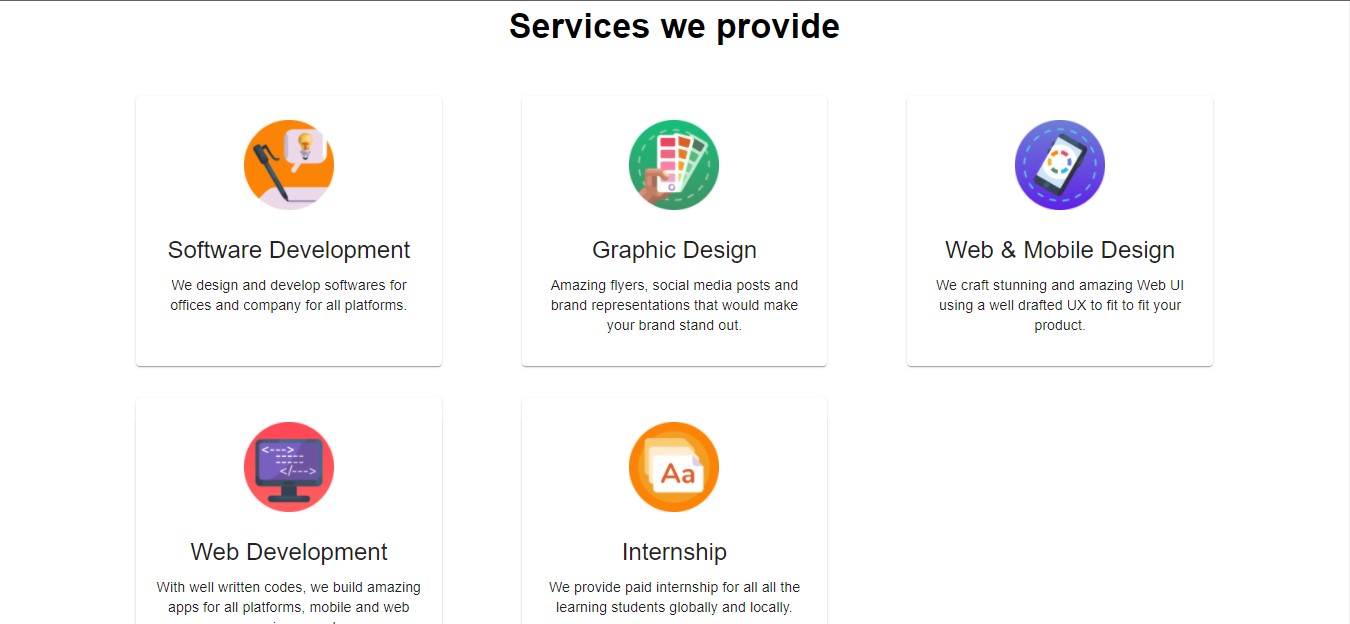 Services we provide
Software Development
We design and develop softwares for
offices and company for all platforms.
Graphic Design
Amazing flyers, social media posts and
brand representations that would make
your brand stand out.
Web & Mobile Design
We craft stunning and amazing Web UI
using a well drafted UX to fit to fit your
product.
<--->
</--->
Web Development
With well written codes, we build amazing
apps for all platforms, mobile and web
Aa
Internship
We provide paid internship for all all the
learning students globally and locally.